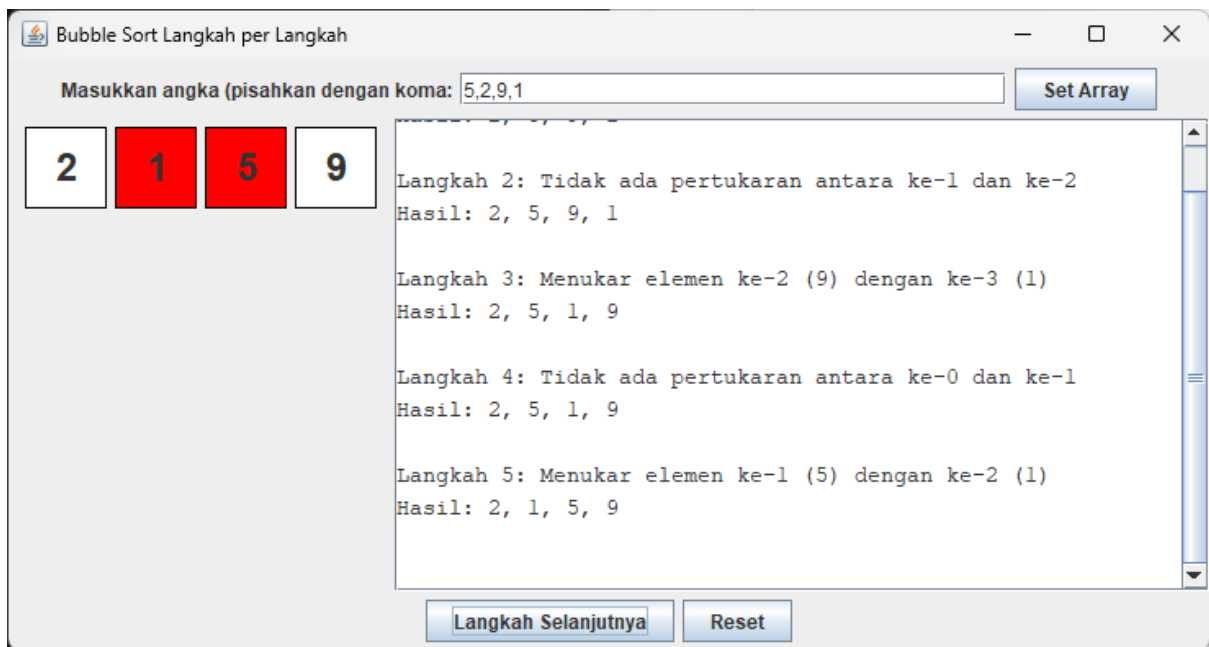 Bubble Sort Langkah per Langkah
Masukkan angka (pisahkan dengan koma: 5,2,9,1 Set Array
2 1 5 9
Langkah 2: Tidak ada pertukaran antara ke-1 dan ke-2
Hasil: 2, 5, 9, 1
Langkah 3: Menukar elemen ke-2 (9) dengan ke-3 (1)
Hasil: 2, 5, 1, 9
Langkah 4: Tidak ada pertukaran antara ke-0 dan ke-1
Hasil: 2, 5, 1, 9
Langkah 5: Menukar elemen ke-1 (5) dengan ke-2 (1)
Hasil: 2, 1, 5, 9
Langkah Selanjutnya Reset